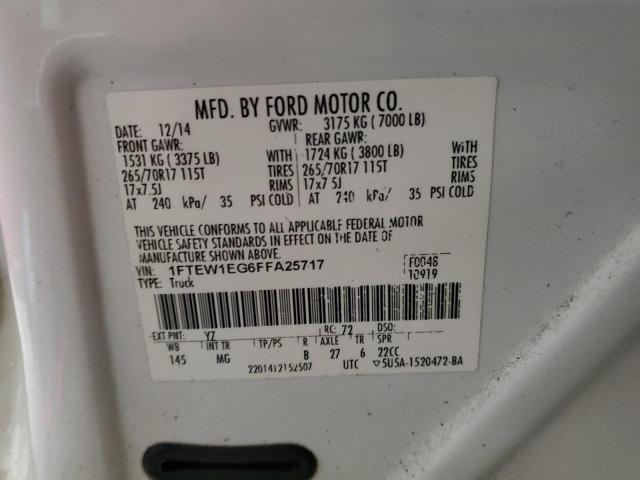 MFD. BY FORD MOTOR CO.
DATE: 12/14 GVWR: 3175 KG ( 7000 LB)
FRONT GAWR: REAR GAWR:
1531 KG ( 3375 LB) WITH 1724 KG ( 3800 LB) WITH
265/70R17 115T TIRES 265/70R17 115T TIRES
17x7.5J RIMS 17x7.5J RIMS
AT 240 kPa/ 35 PSI COLD AT 240 kPa/ 35 PSI COLD
THIS VEHICLE CONFORMS TO ALL APPLICABLE FEDERAL MOTOR
VEHICLE SAFETY STANDARDS IN EFFECT ON THE DATE OF
MANUFACTURE SHOWN ABOVE.
VIN: 1FTEW1EG6FFA25717 F0048
TYPE: Truck 10919
EXT PNT: YZ RC: 72 DSO:
WB INT TR TP/PS R AXLE TR SPR
145 MG B 27 6 22CC
2201412152507 UTC ▽5U5A-1520472-BA